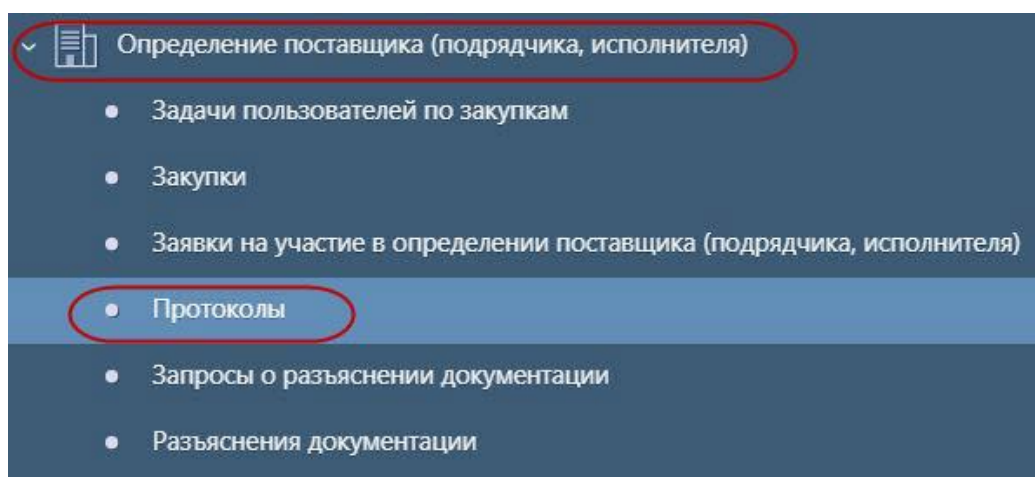 Определение поставщика (подрядчика, исполнителя)
Задачи пользователей по закупкам
Закупки
Заявки на участие в определении поставщика (подрядчика, исполнителя)
Протоколы
Запросы о разъяснении документации
Разъяснения документации